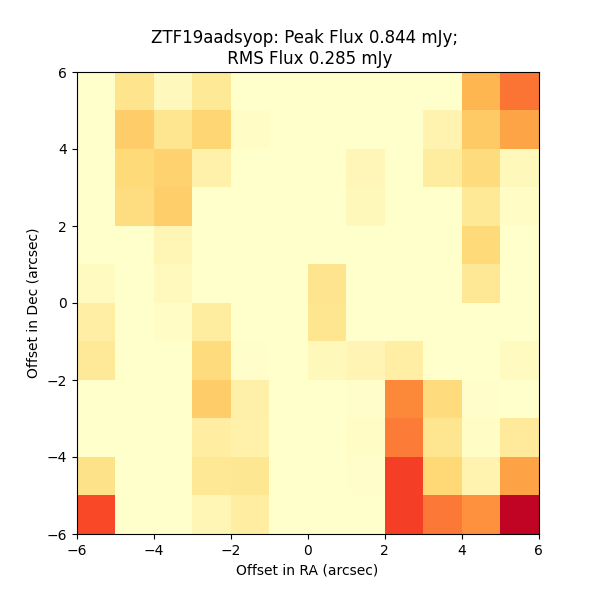 ZTF19aadsyop: Peak Flux 0.844 mJy;
RMS Flux 0.285 mJy
6
4
2
0
−2
−4
−6
Offset in Dec (arcsec)
−6 −4 −2 0 2 4 6
Offset in RA (arcsec)